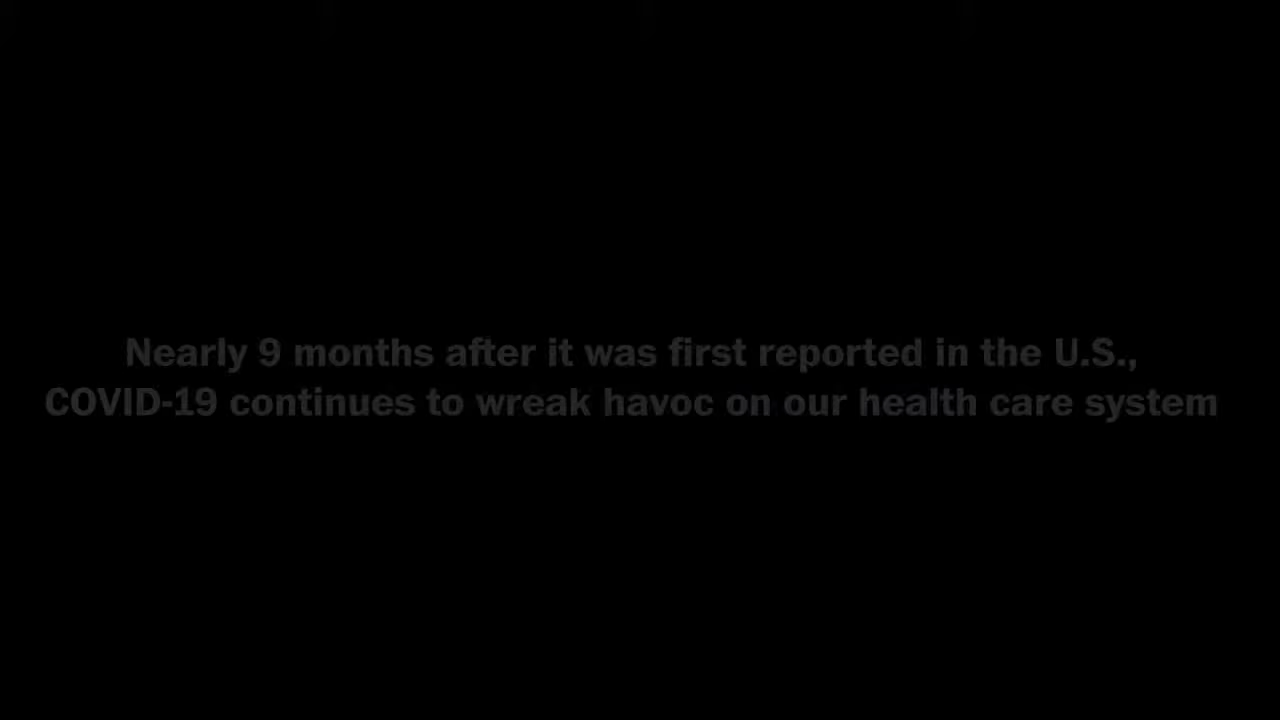 Nearly 9 months after it was first reported in the U.S.,
COVID-19 continues to wreak havoc on our health care system